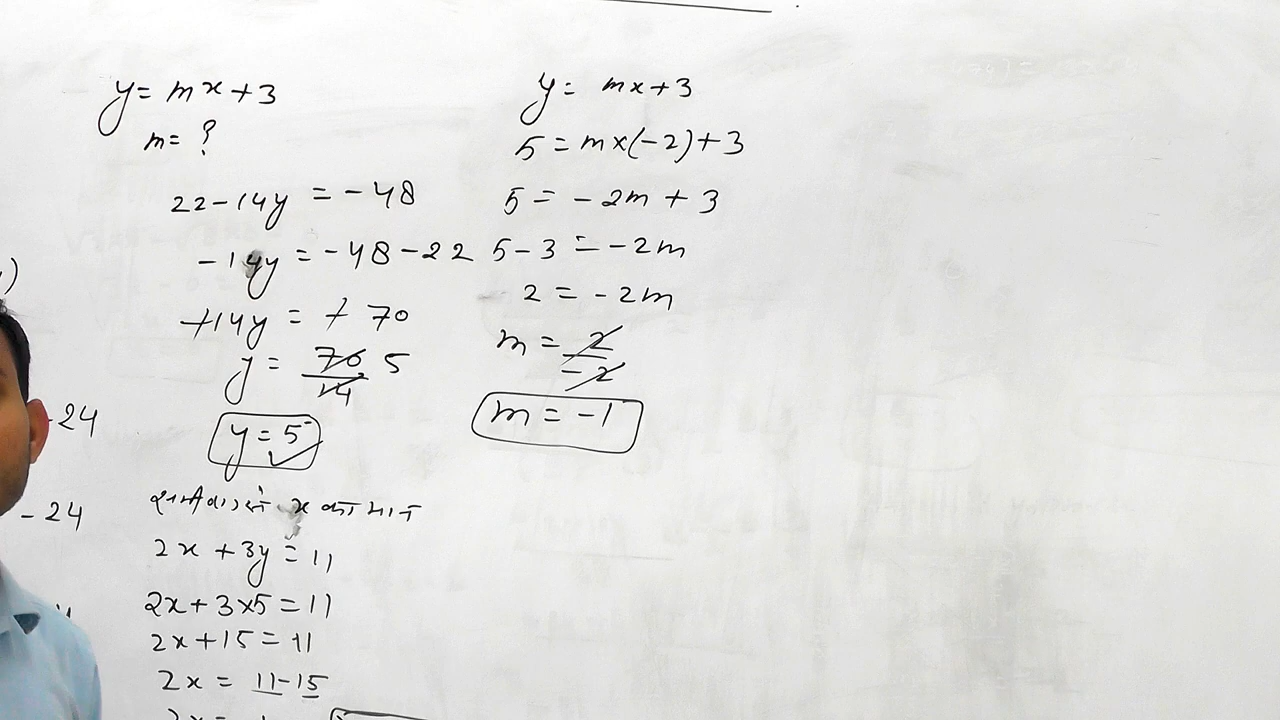 y = mx + 3
m = ?
22 - 14y = - 48
- 14y = - 48 - 22
+14y = + 70
y = 70/14 5
y = 5
x का मान
2x + 3y = 11
2x + 3×5 = 11
2x + 15 = 11
2x = 11-15
y = mx + 3
5 = m×(-2) + 3
5 = - 2m + 3
5 - 3 = - 2m
2 = - 2m
m = 2/-2
m = - 1
-24
- 24